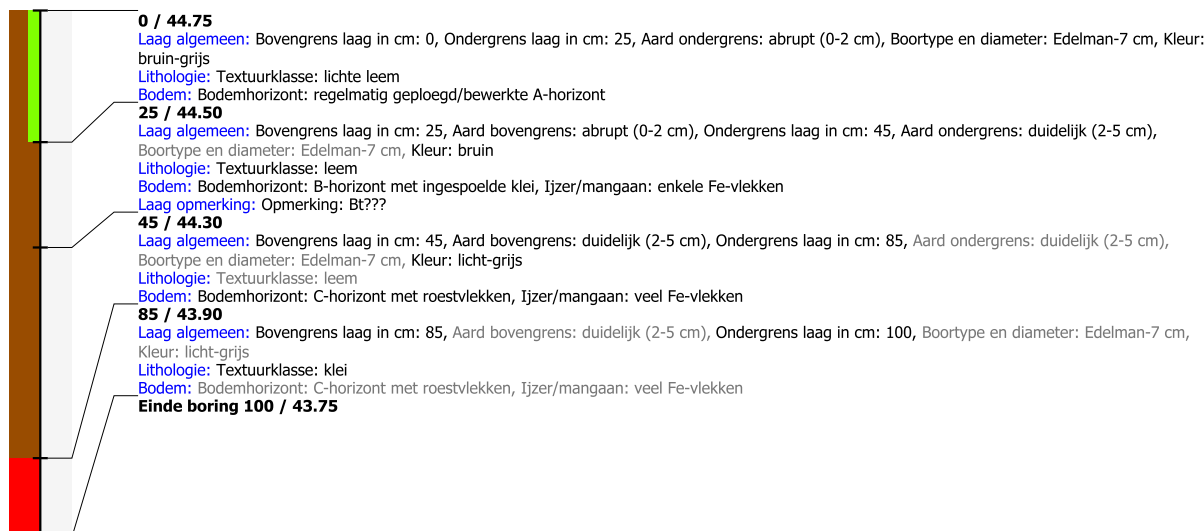 0 / 44.75
Laag algemeen: Bovengrens laag in cm: 0, Ondergrens laag in cm: 25, Aard ondergrens: abrupt (0-2 cm), Boortype en diameter: Edelman-7 cm, Kleur:
bruin-grijs
Lithologie: Textuurklasse: lichte leem
Bodem: Bodemhorizont: regelmatig geploegd/bewerkte A-horizont
25 / 44.50
Laag algemeen: Bovengrens laag in cm: 25, Aard bovengrens: abrupt (0-2 cm), Ondergrens laag in cm: 45, Aard ondergrens: duidelijk (2-5 cm),
Boortype en diameter: Edelman-7 cm, Kleur: bruin
Lithologie: Textuurklasse: leem
Bodem: Bodemhorizont: B-horizont met ingespoelde klei, Ijzer/mangaan: enkele Fe-vlekken
Laag opmerking: Opmerking: Bt???
45 / 44.30
Laag algemeen: Bovengrens laag in cm: 45, Aard bovengrens: duidelijk (2-5 cm), Ondergrens laag in cm: 85, Aard ondergrens: duidelijk (2-5 cm),
Boortype en diameter: Edelman-7 cm, Kleur: licht-grijs
Lithologie: Textuurklasse: leem
Bodem: Bodemhorizont: C-horizont met roestvlekken, Ijzer/mangaan: veel Fe-vlekken
85 / 43.90
Laag algemeen: Bovengrens laag in cm: 85, Aard bovengrens: duidelijk (2-5 cm), Ondergrens laag in cm: 100, Boortype en diameter: Edelman-7 cm,
Kleur: licht-grijs
Lithologie: Textuurklasse: klei
Bodem: Bodemhorizont: C-horizont met roestvlekken, Ijzer/mangaan: veel Fe-vlekken
Einde boring 100 / 43.75